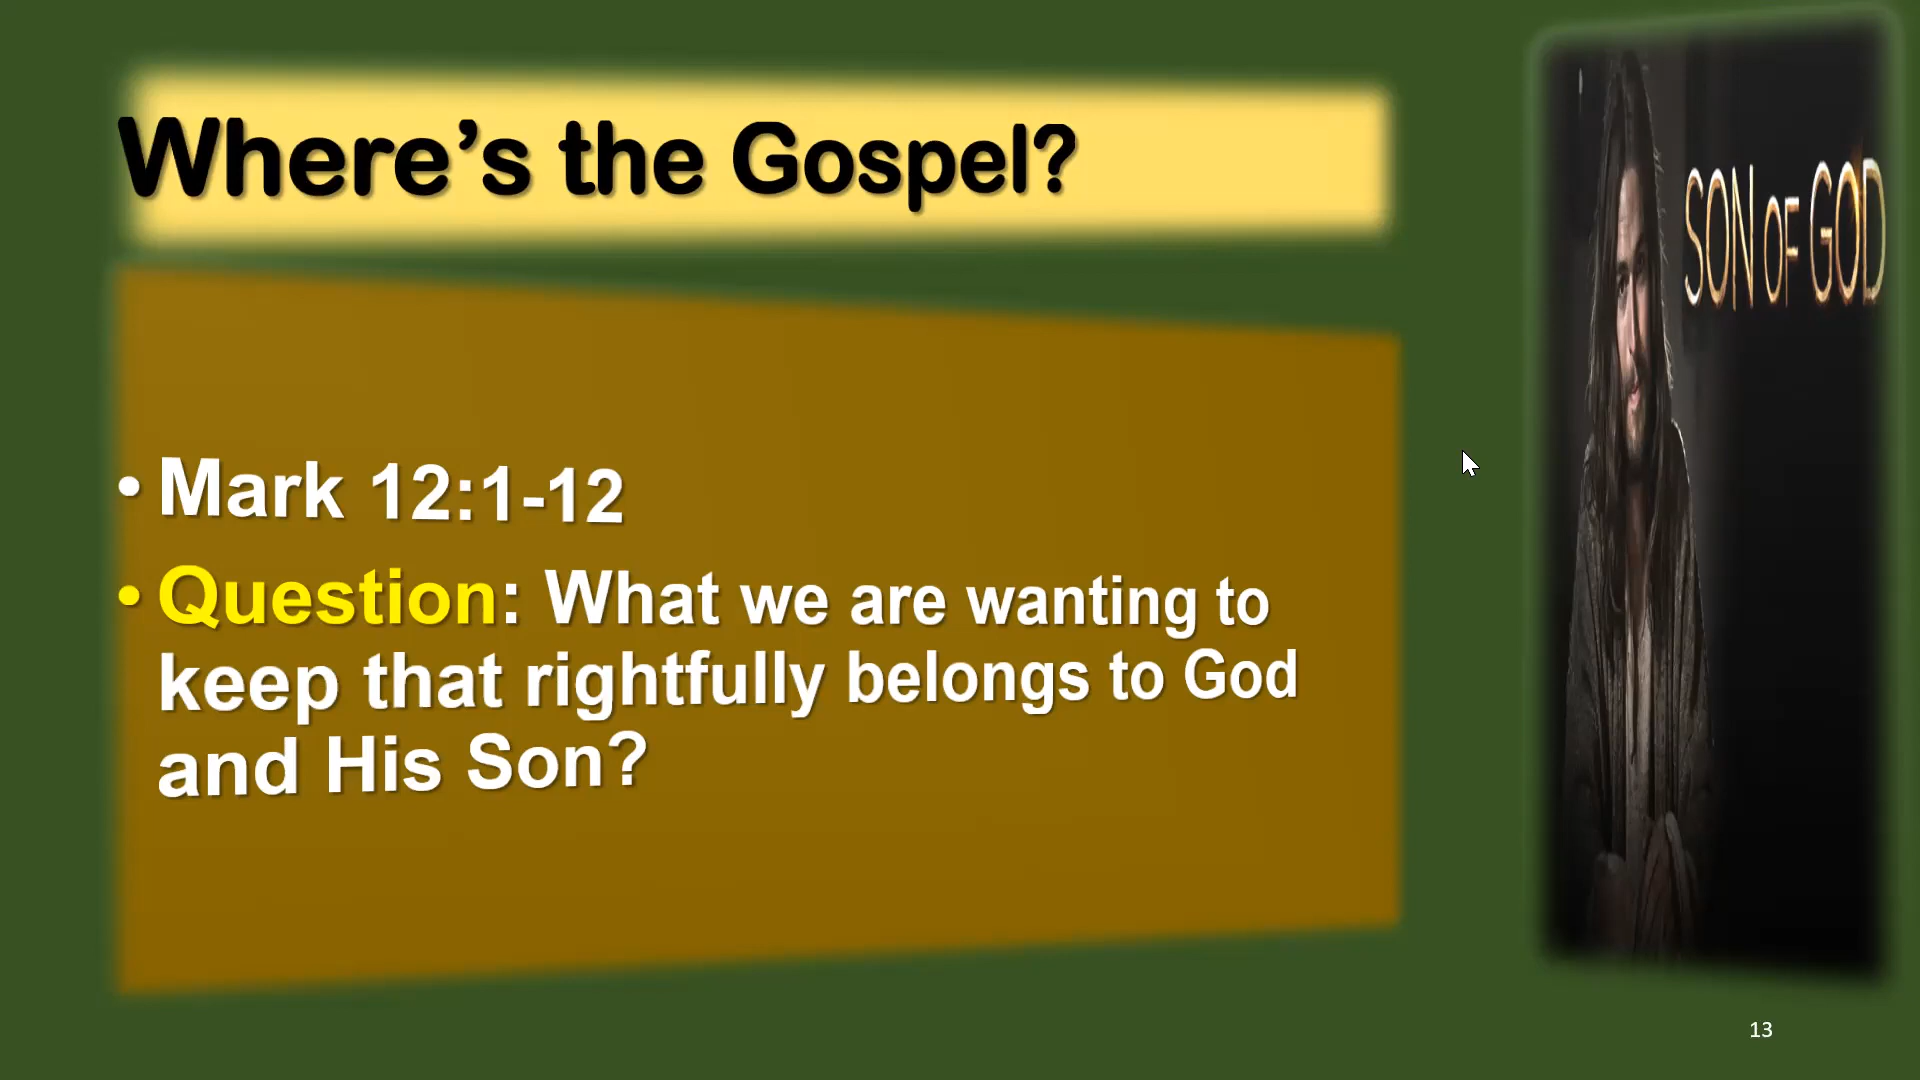 Where’s the Gospel?
SON OF GOD
• Mark 12:1-12
• Question: What we are wanting to
keep that rightfully belongs to God
and His Son?
13